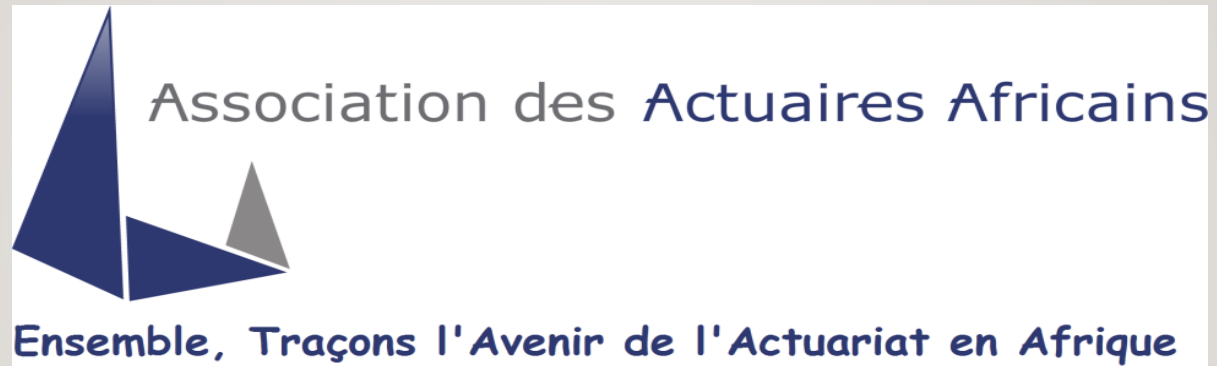 Association des Actuaires Africains
Ensemble, Traçons l'Avenir de l'Actuariat en Afrique